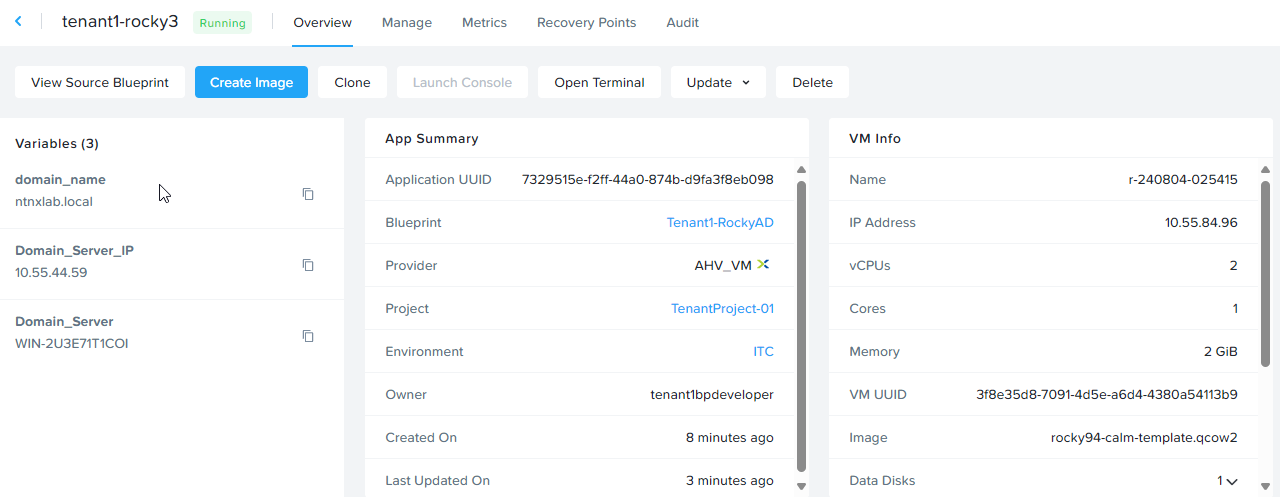 tenant1-rocky3 Running Overview Manage Metrics Recovery Points Audit
View Source Blueprint Create Image Clone Launch Console Open Terminal Update Delete
Variables (3)
domain_name
ntnxlab.local
Domain_Server_IP
10.55.44.59
Domain_Server
WIN-2U3E71T1COI
App Summary
Application UUID 7329515e-f2ff-44a0-874b-d9fa3f8eb098
Blueprint Tenant1-RockyAD
Provider AHV_VM
Project TenantProject-01
Environment ITC
Owner tenant1bpdeveloper
Created On 8 minutes ago
Last Updated On 3 minutes ago
VM Info
Name r-240804-025415
IP Address 10.55.84.96
vCPUs 2
Cores 1
Memory 2 GiB
VM UUID 3f8e35d8-7091-4d5e-a6d4-4380a54113b9
Image rocky94-calm-template.qcow2
Data Disks 1